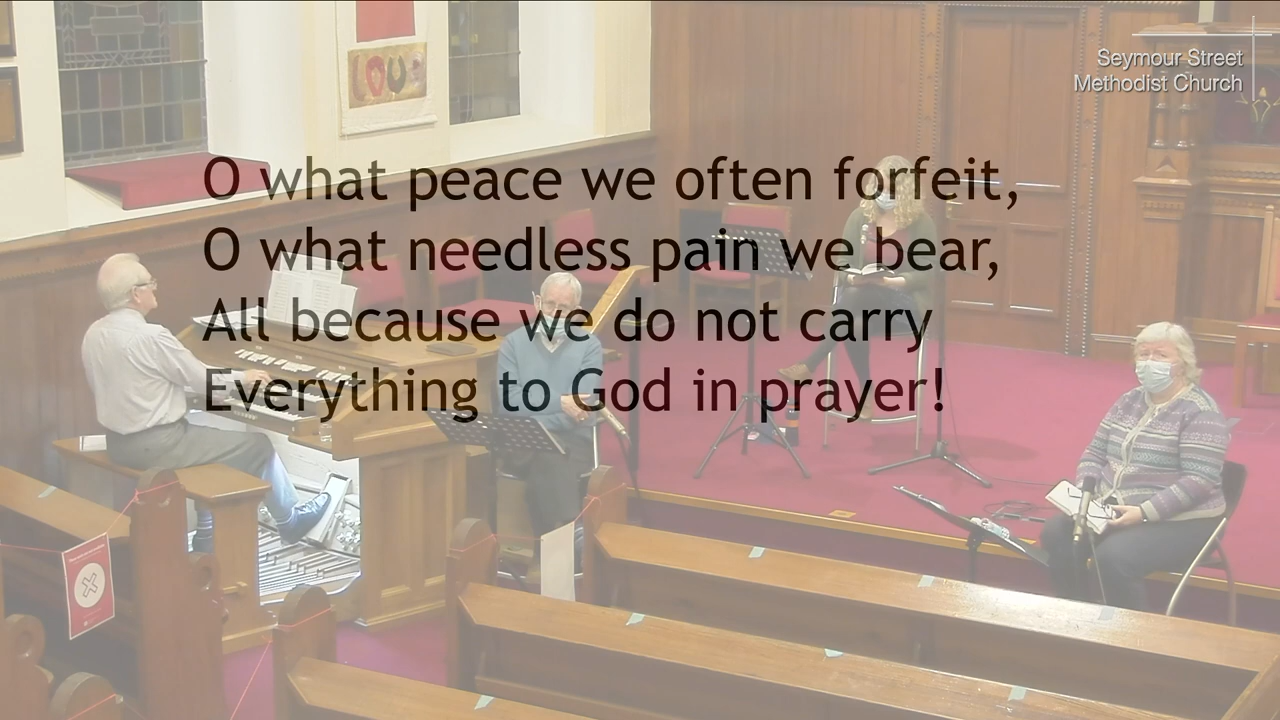 Seymour Street
Methodist Church
LOVE
O what peace we often forfeit,
O what needless pain we bear,
All because we do not carry
Everything to God in prayer!